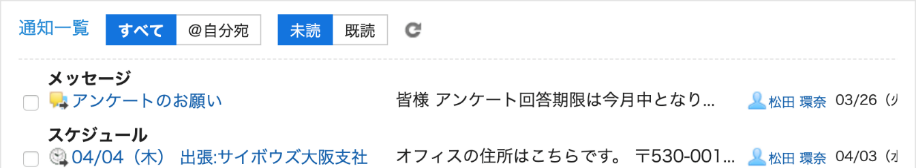 通知一覧 すべて @自分宛 未読 既読
メッセージ
アンケートのお願い 皆様 アンケート回答期限は今月中となり... 松田 環奈 03/26（火
スケジュール
04/04（木） 出張:サイボウズ大阪支社 オフィスの住所はこちらです。 〒530-001... 松田 環奈 04/03（水